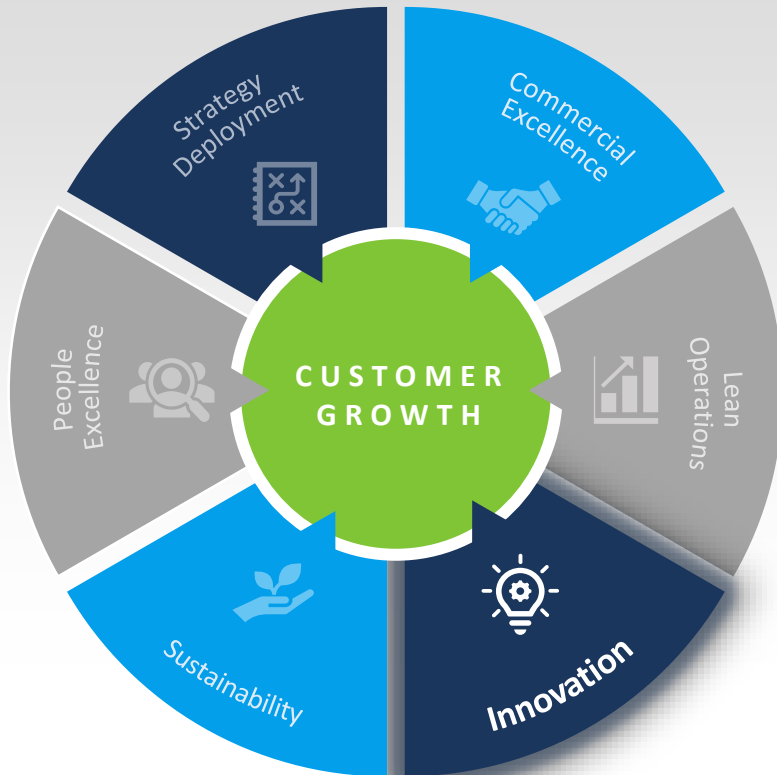 Strategy
Deployment
Commercial
Excellence
People
Excellence
CUSTOMER
GROWTH
Lean
Operations
Sustainability
Innovation